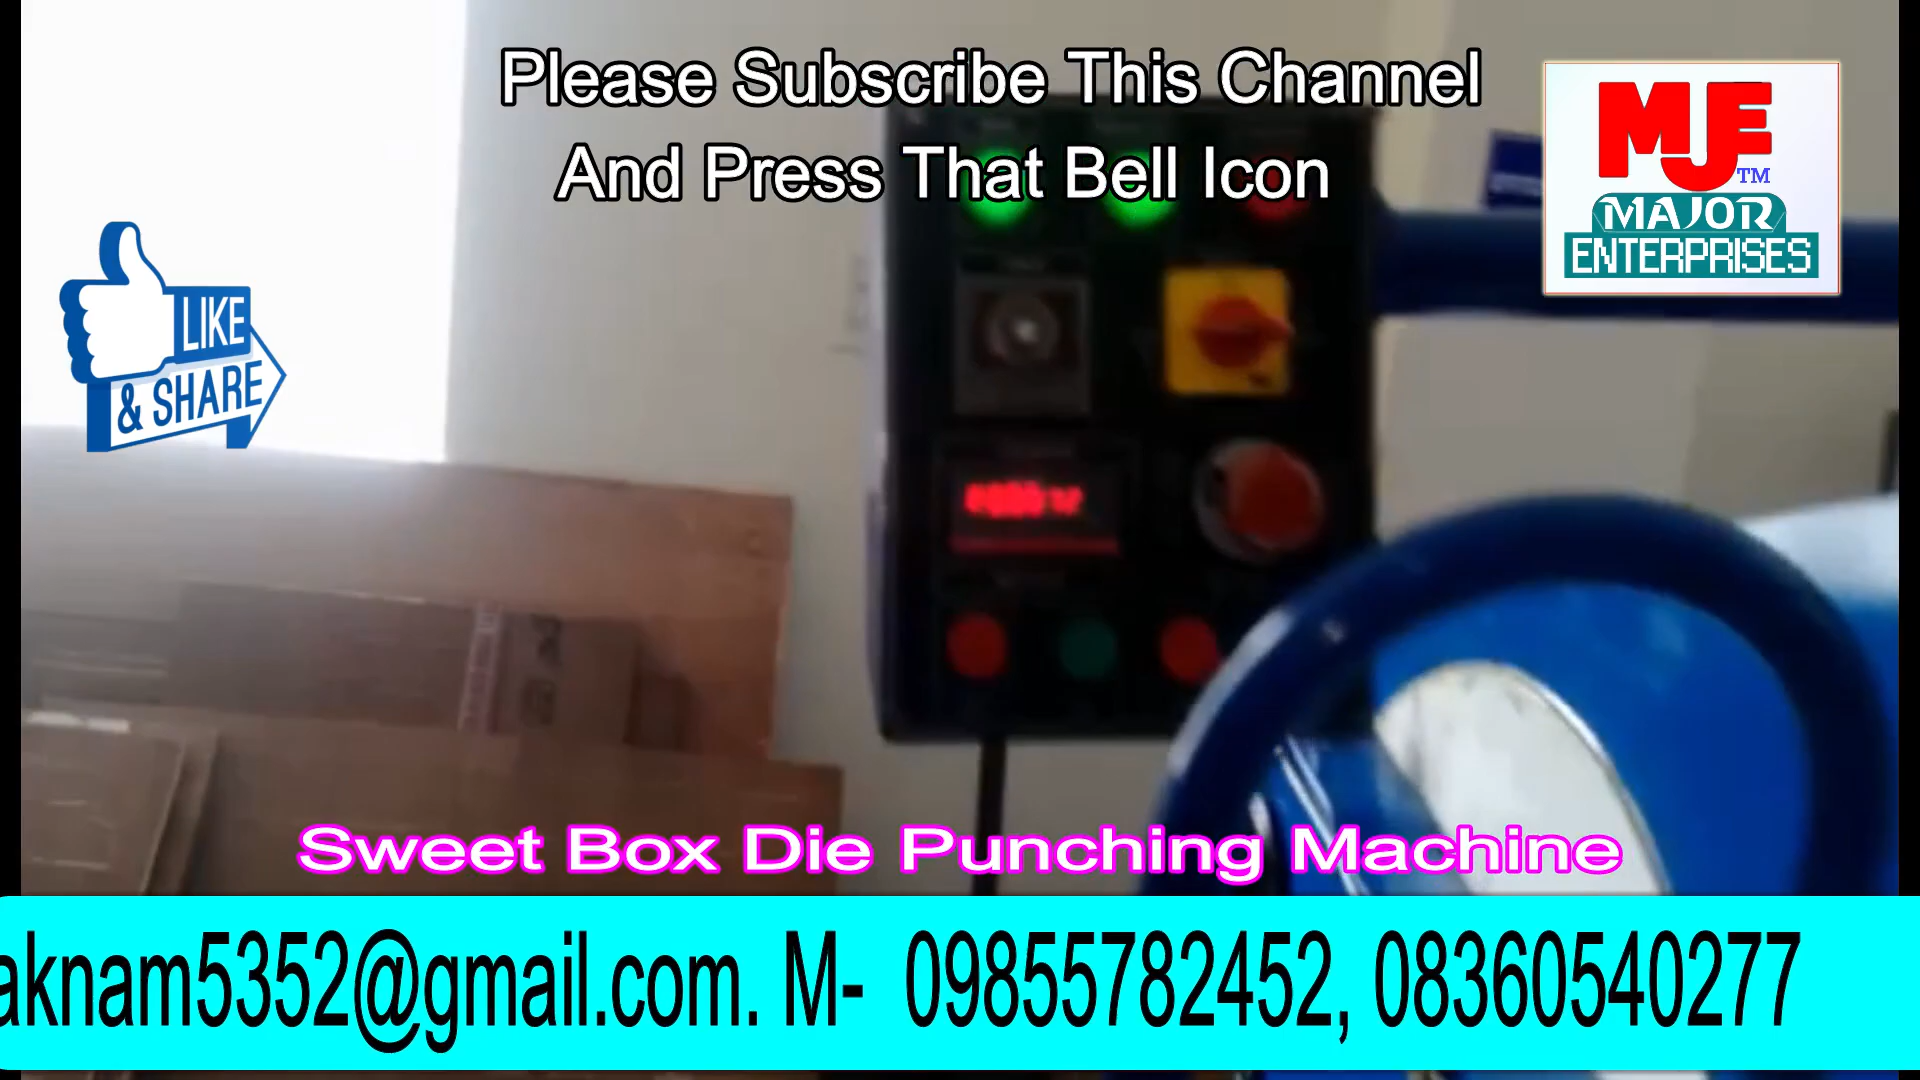 Please Subscribe This Channel
And Press That Bell Icon
MJE TM
MAJOR
ENTERPRISES
LIKE
& SHARE
Sweet Box Die Punching Machine
aknam5352@gmail.com. M- 09855782452, 08360540277